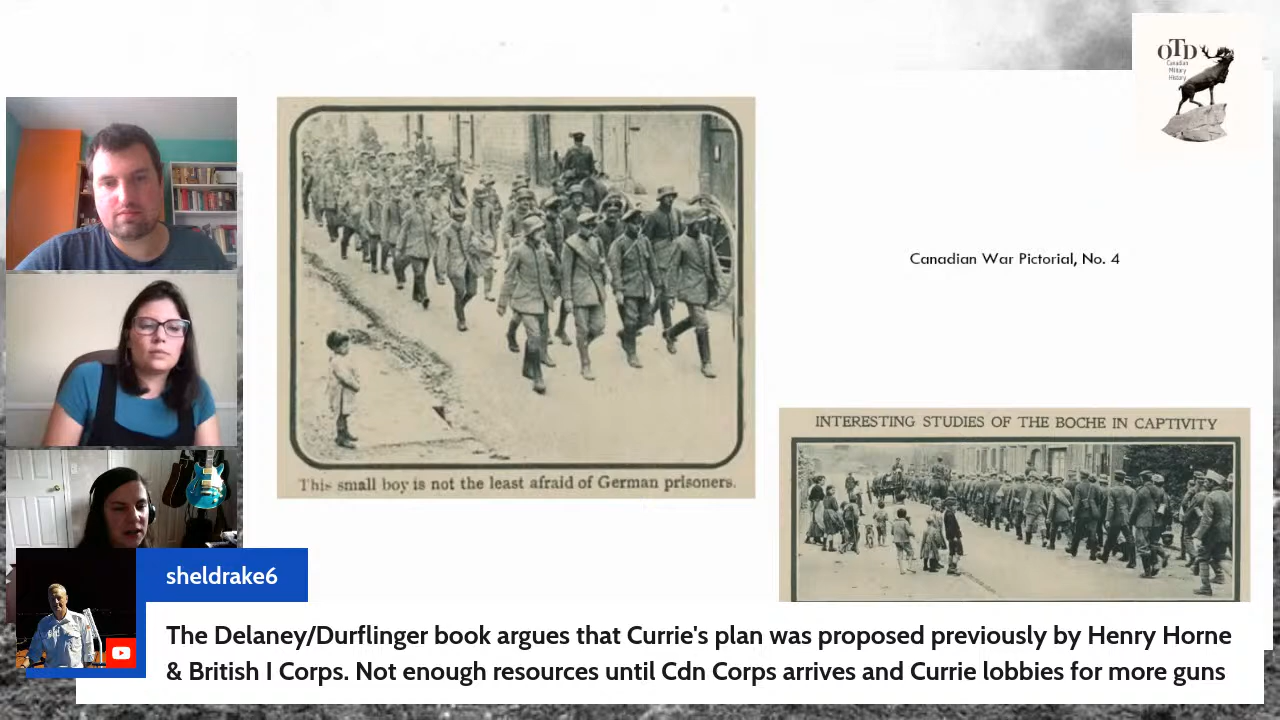 OTD
Canadian
Military
History
This small boy is not the least afraid of German prisoners.
Canadian War Pictorial, No. 4
INTERESTING STUDIES OF THE BOCHE IN CAPTIVITY
sheldrake6
The Delaney/Durflinger book argues that Currie's plan was proposed previously by Henry Horne
& British I Corps. Not enough resources until Cdn Corps arrives and Currie lobbies for more guns